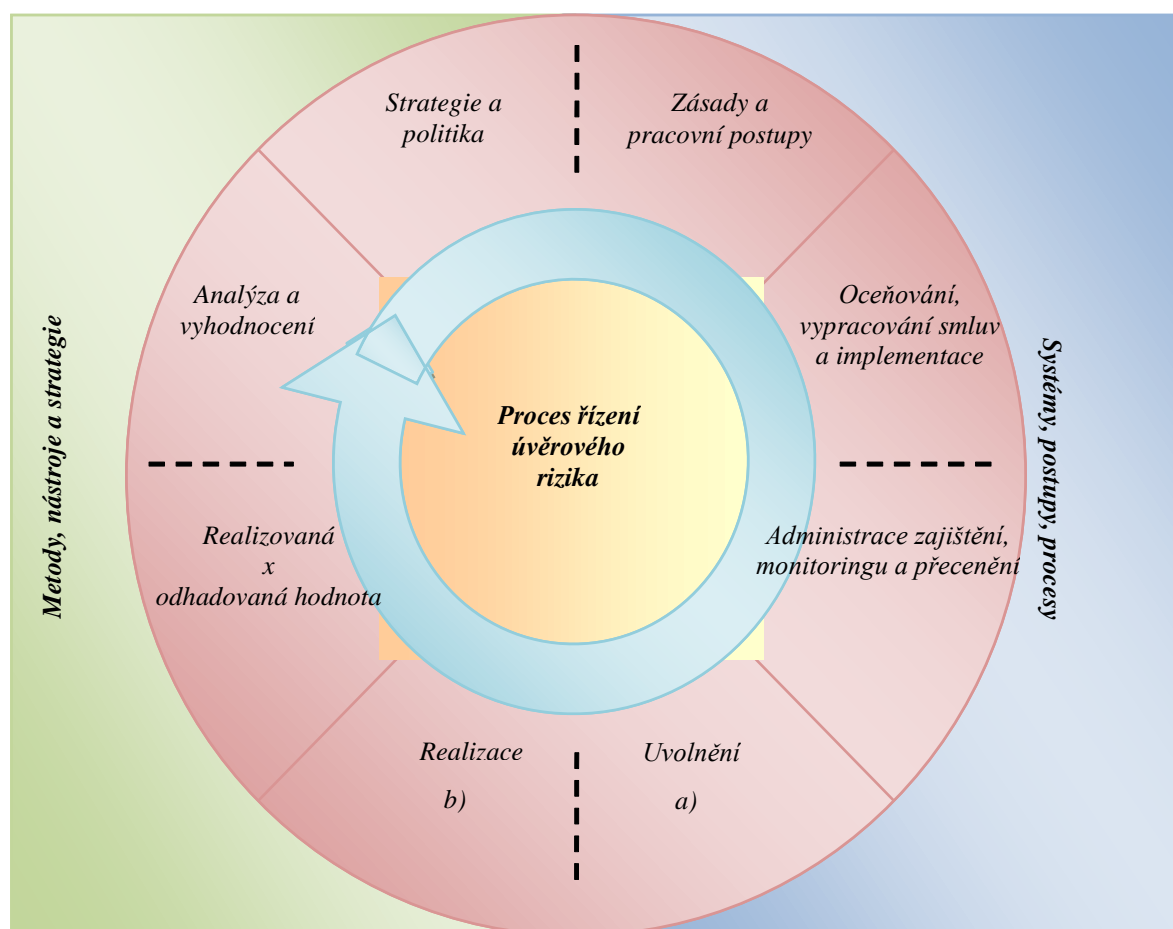 Strategie a
politika
Zásady a
pracovní postupy
Analýza a
vyhodnocení
Oceňování,
vypracování smluv
a implementace
Metody, nástroje a strategie
Proces řízení
úvěrového
rizika
Systémy, postupy, procesy
Realizovaná
x
odhadovaná hodnota
Administrace zajištění,
monitoringu a přecenění
Realizace
b)
Uvolnění
a)